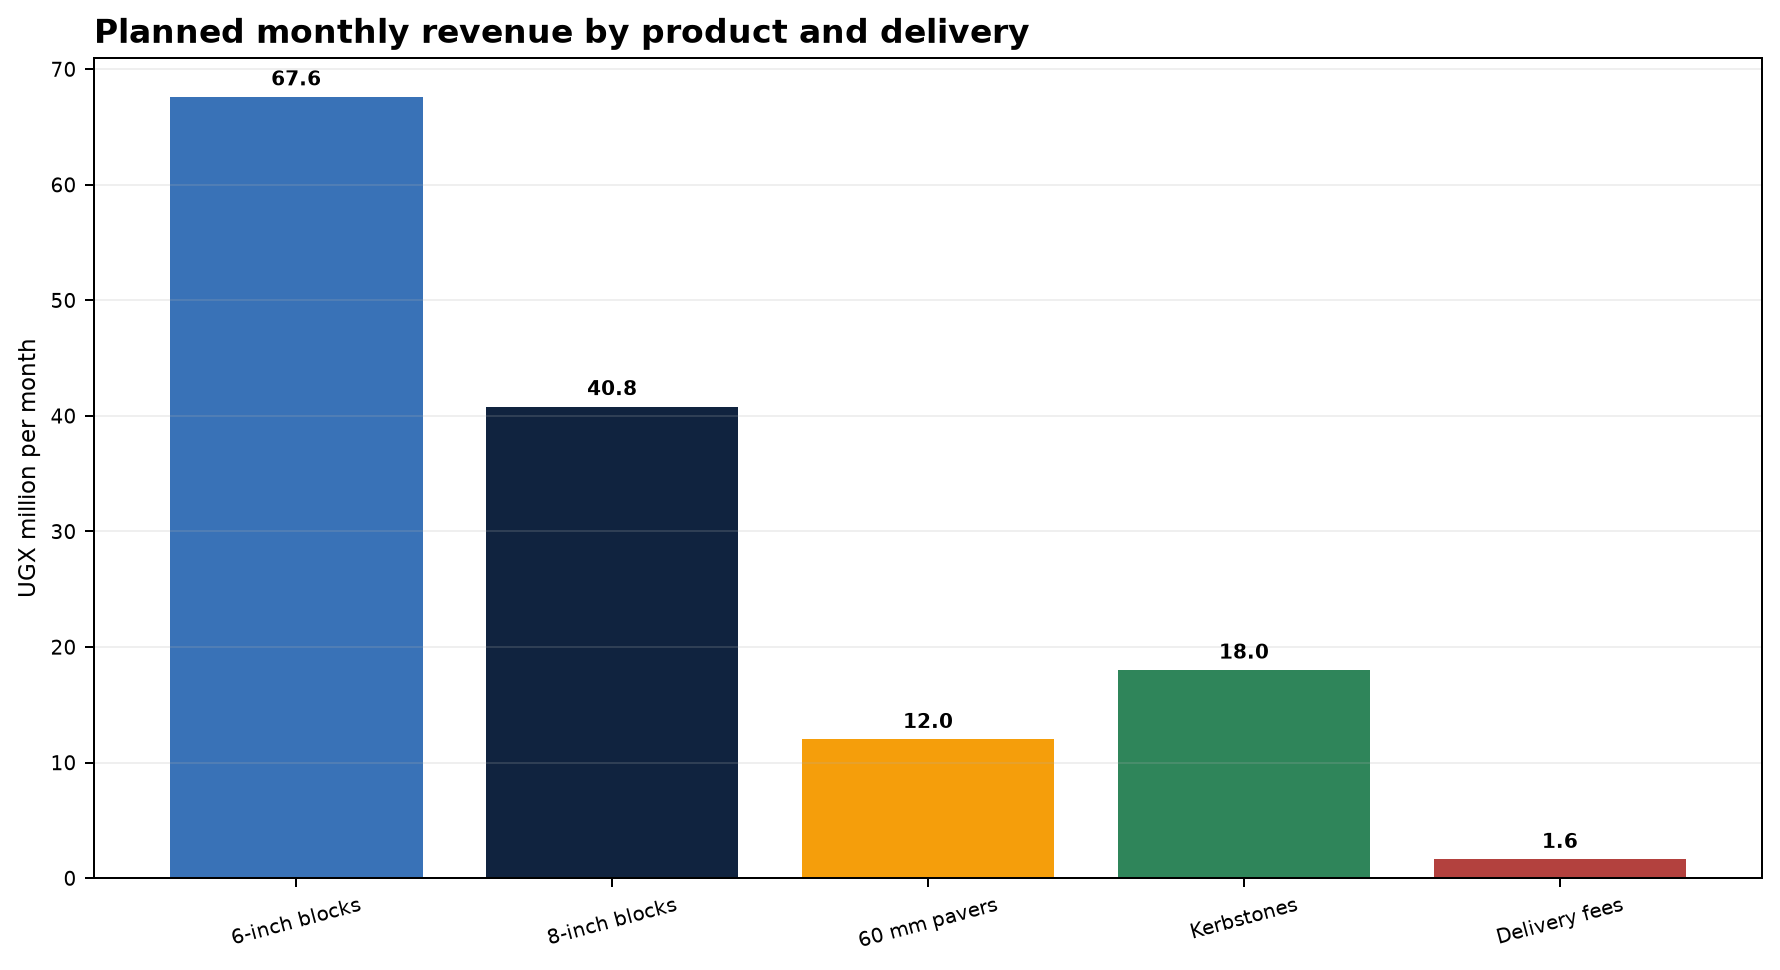 Planned monthly revenue by product and delivery
UGX million per month
70
60
50
40
30
20
10
0
67.6
40.8
12.0
18.0
1.6
6-inch blocks
8-inch blocks
60 mm pavers
Kerbstones
Delivery fees